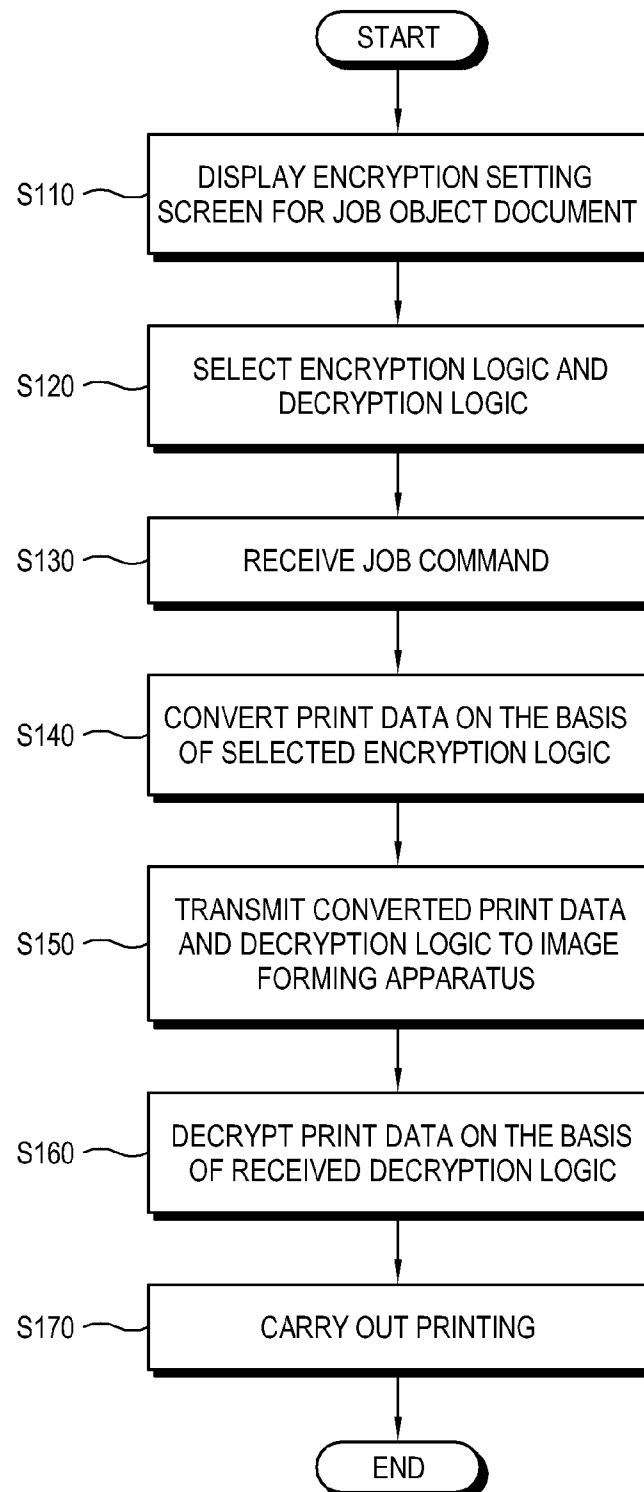 START
S110
DISPLAY ENCRYPTION SETTING
SCREEN FOR JOB OBJECT DOCUMENT
S120
SELECT ENCRYPTION LOGIC AND
DECRYPTION LOGIC
S130
RECEIVE JOB COMMAND
S140
CONVERT PRINT DATA ON THE BASIS
OF SELECTED ENCRYPTION LOGIC
S150
TRANSMIT CONVERTED PRINT DATA
AND DECRYPTION LOGIC TO IMAGE
FORMING APPARATUS
S160
DECRYPT PRINT DATA ON THE BASIS
OF RECEIVED DECRYPTION LOGIC
S170
CARRY OUT PRINTING
END